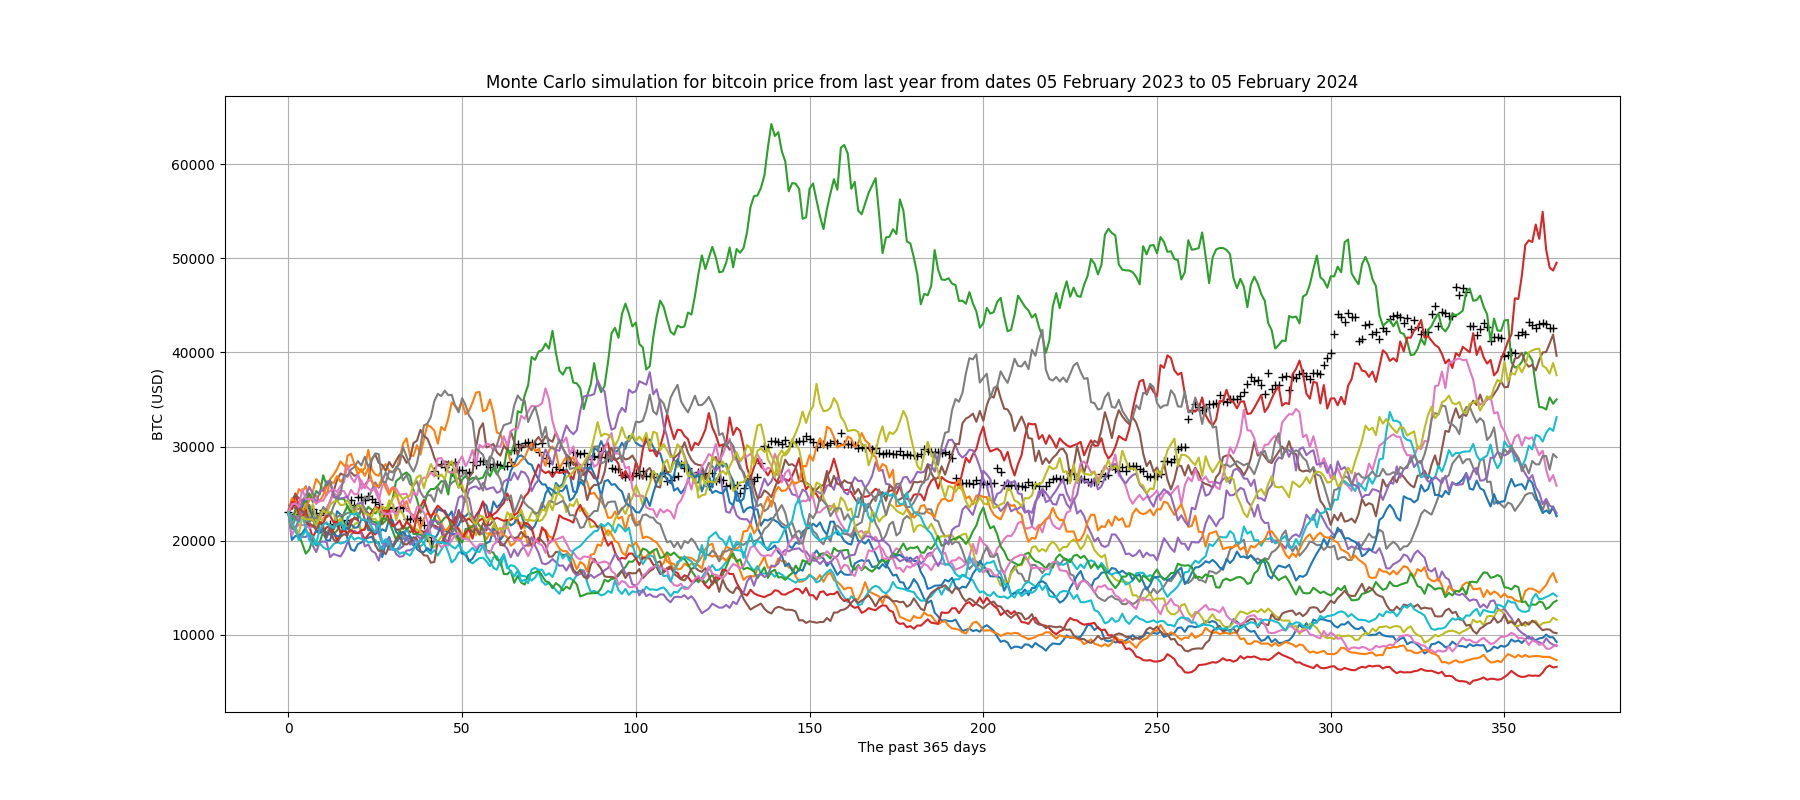 Monte Carlo simulation for bitcoin price from last year from dates 05 February 2023 to 05 February 2024
BTC (USD)
60000
50000
40000
30000
20000
10000
0 50 100 150 200 250 300 350
The past 365 days